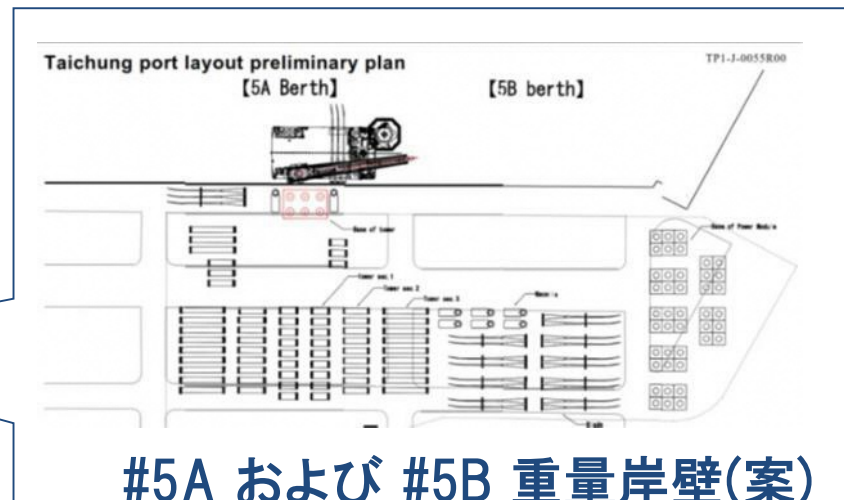 Taichung port layout preliminary plan
TP1-J-0055R00
【5A Berth】
【5B berth】
Base of tower
Base of Power Module
Tower sec.1
Tower sec.2
Tower sec.3
#5A および #5B 重量岸壁(案)